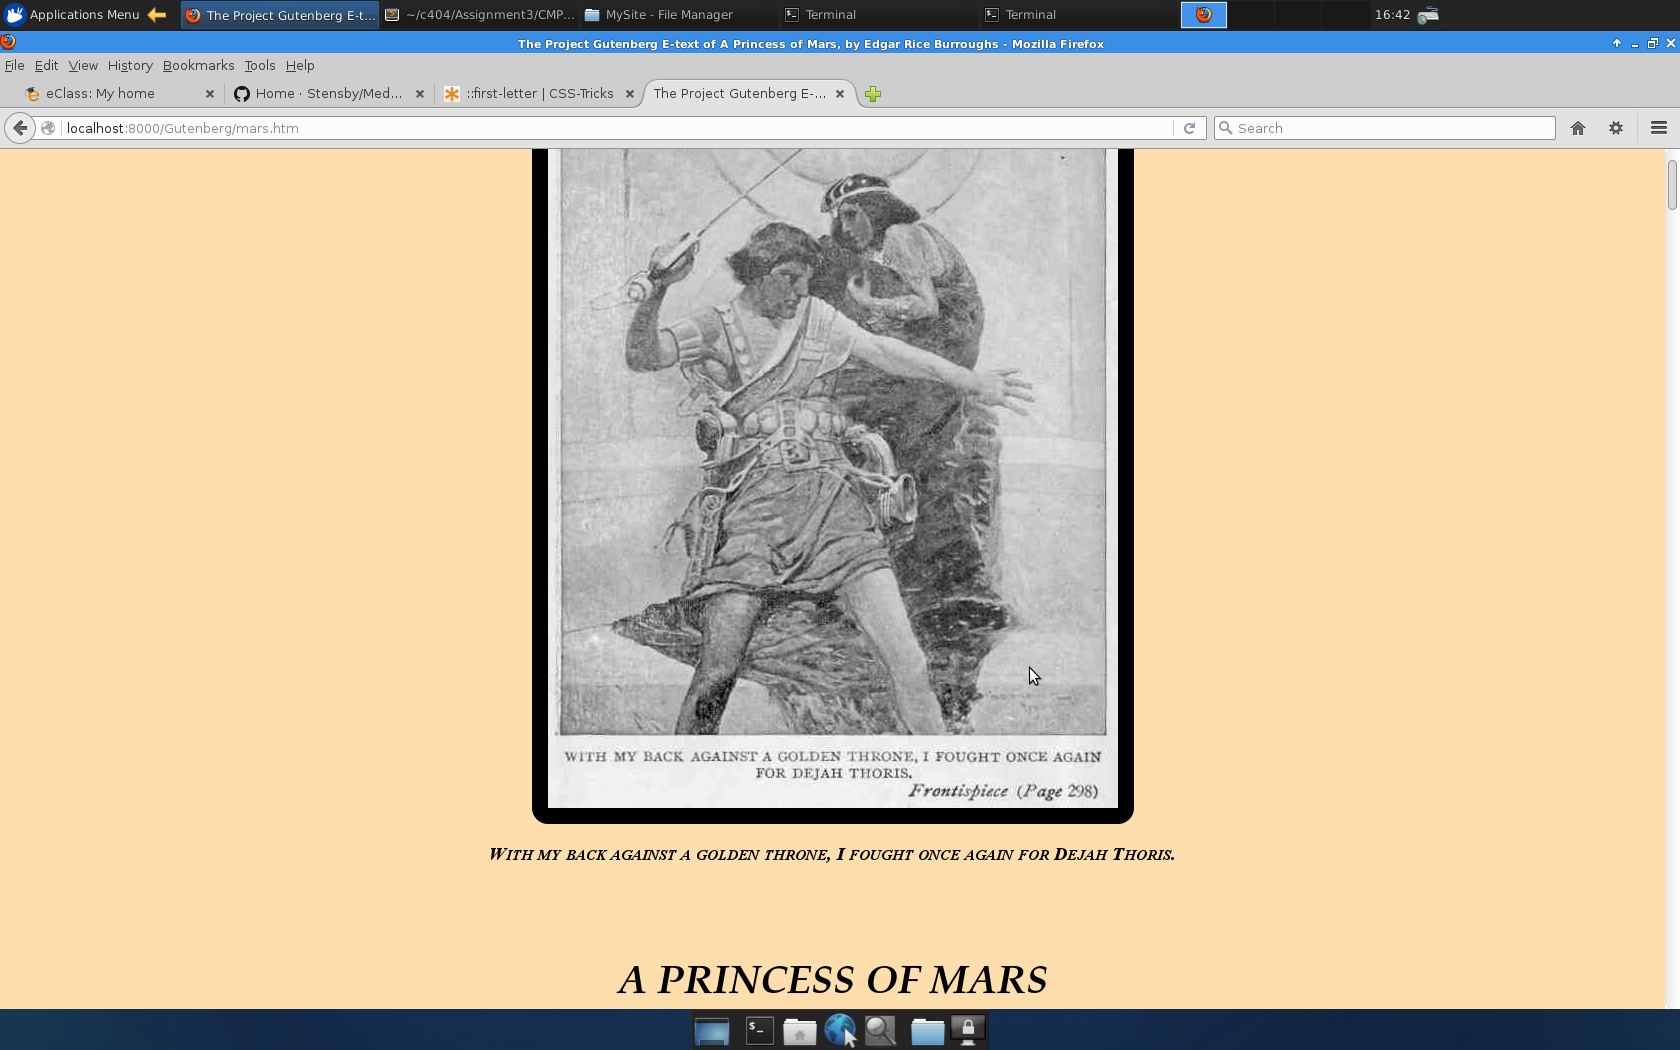 Applications Menu
The Project Gutenberg E-t...
~/c404/Assignment3/CMP...
MySite - File Manager
Terminal
Terminal
16:42
The Project Gutenberg E-text of A Princess of Mars, by Edgar Rice Burroughs - Mozilla Firefox
File Edit View History Bookmarks Tools Help
eClass: My home
Home · Stensby/Med...
::first-letter | CSS-Tricks
The Project Gutenberg E-...
localhost:8000/Gutenberg/mars.htm
Search
WITH MY BACK AGAINST A GOLDEN THRONE, I FOUGHT ONCE AGAIN
FOR DEJAH THORIS.
Frontispiece (Page 298)
With my back against a golden throne, I fought once again for Dejah Thoris.
A PRINCESS OF MARS